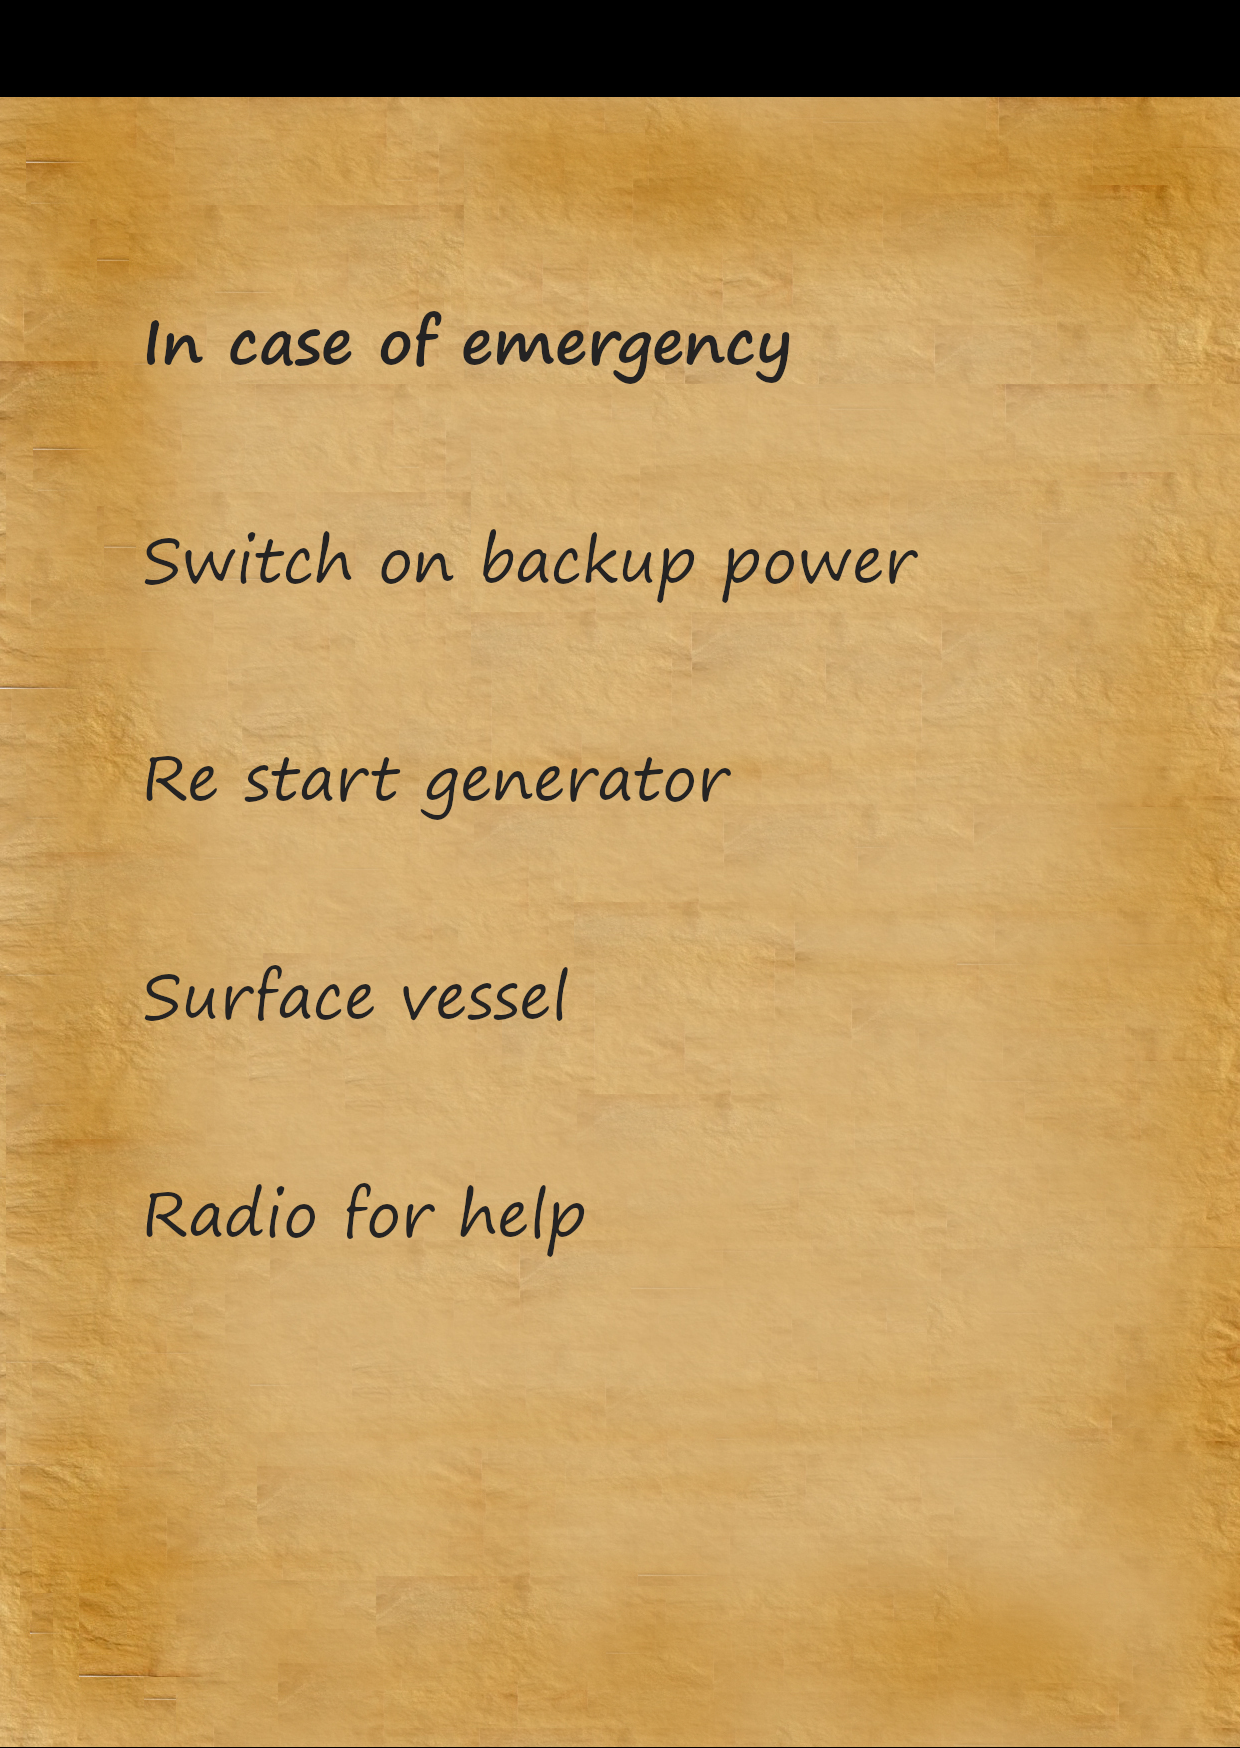 In case of emergency
Switch on backup power
Re start generator
Surface vessel
Radio for help